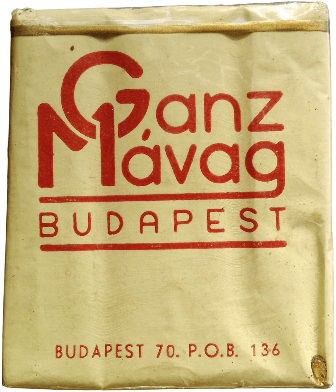 Ganz
Mávag
BUDAPEST
BUDAPEST 70. P.O.B. 136